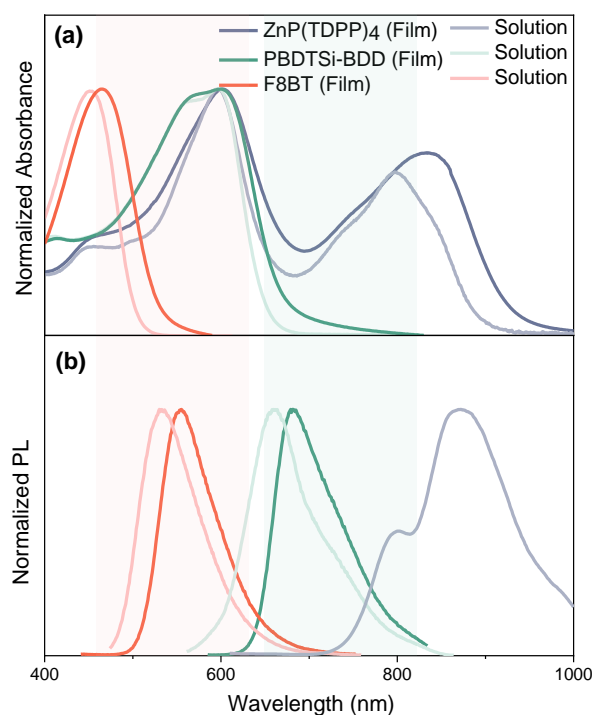 (a)
ZnP(TDPP)4 (Film)
Solution
PBDTSi-BDD (Film)
Solution
F8BT (Film)
Solution
Normalized Absorbance
(b)
Normalized PL
400
600
800
1000
Wavelength (nm)